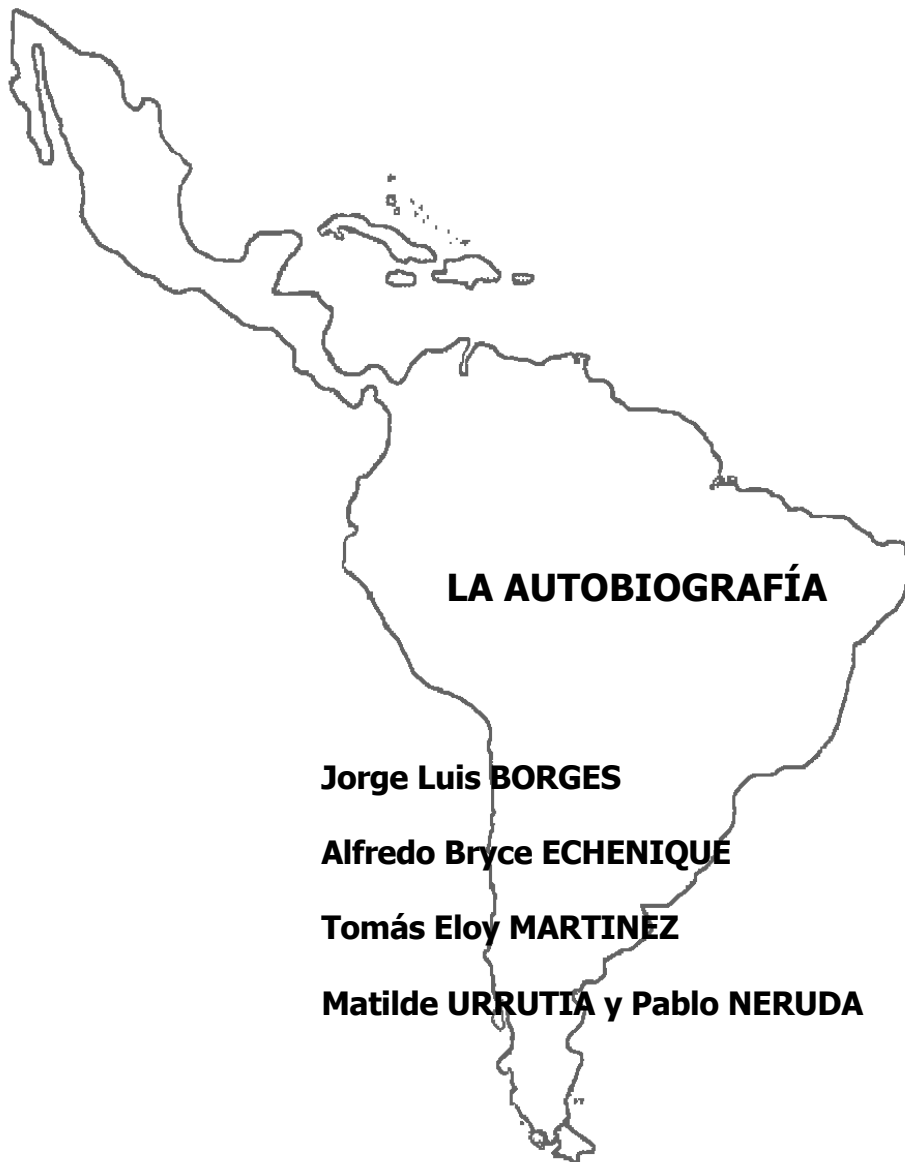 LA AUTOBIOGRAFÍA
Jorge Luis BORGES
Alfredo Bryce ECHENIQUE
Tomás Eloy MARTINEZ
Matilde URRUTIA y Pablo NERUDA